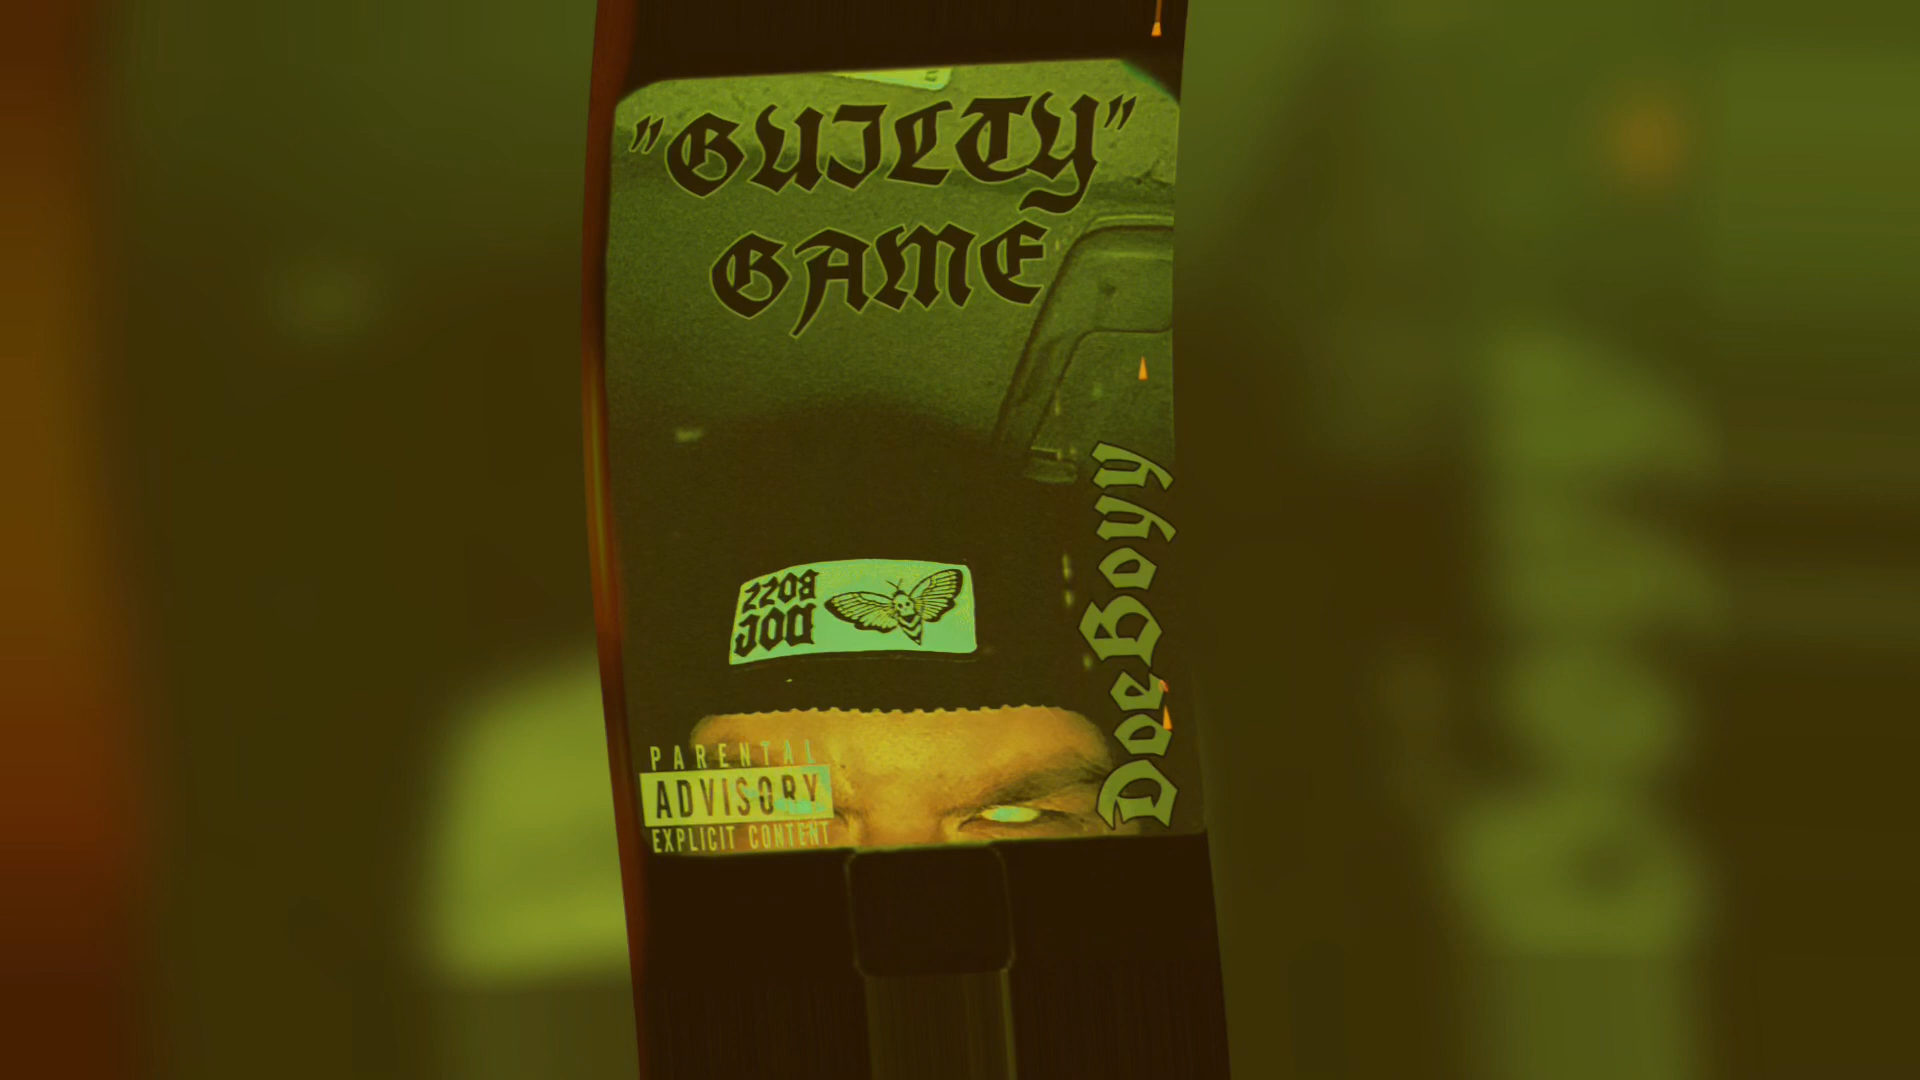 "GUILTY"
GAME
DoeBoyy
PARENTAL
ADVISORY
EXPLICIT CONTENT